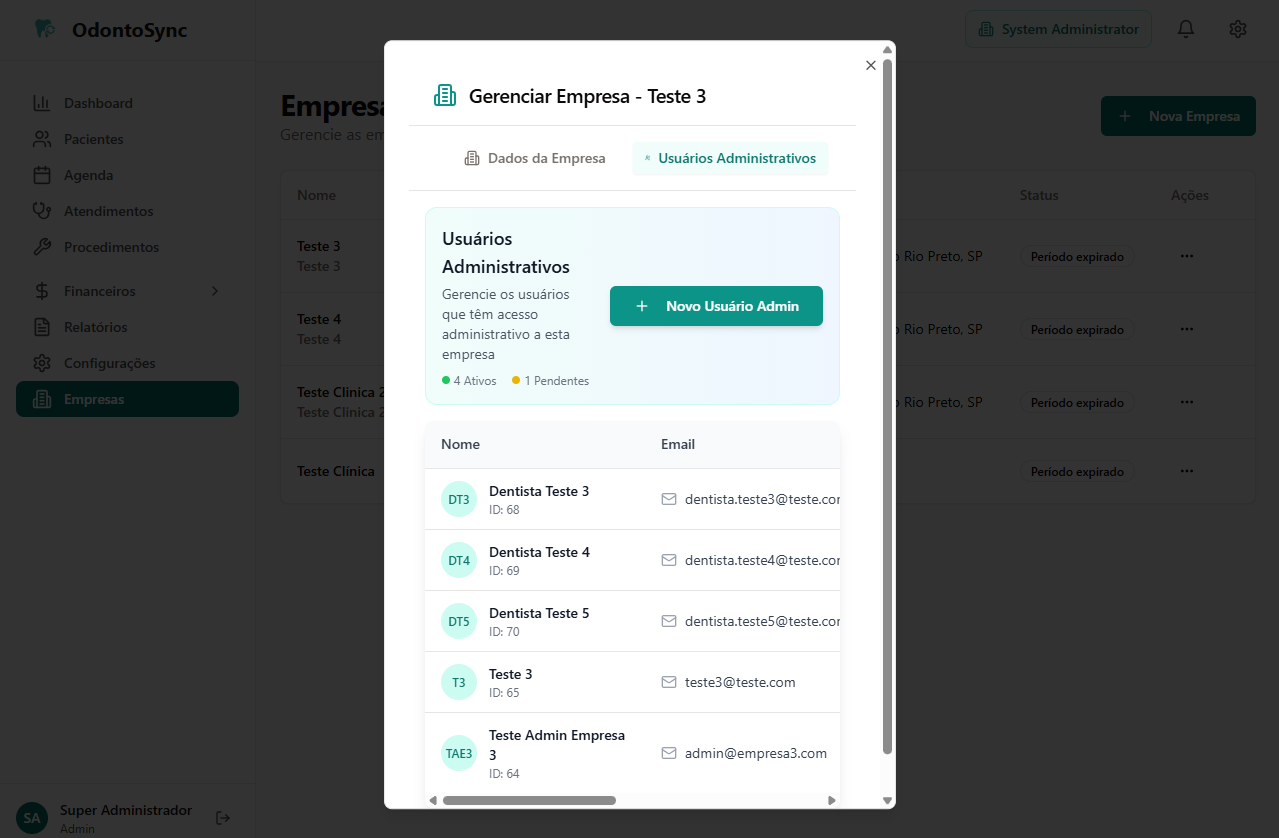 OdontoSync
System Administrator
Dashboard
Pacientes
Agenda
Atendimentos
Procedimentos
Financeiros
Relatórios
Configurações
Empresas
SA
Super Administrador
Admin
Empresa
Gerencie as em
Nova Empresa
Nome
Status
Ações
Teste 3
Teste 3
Rio Preto, SP
Período expirado
Teste 4
Teste 4
Rio Preto, SP
Período expirado
Teste Clinica 2
Teste Clinica 2
Rio Preto, SP
Período expirado
Teste Clínica
Período expirado
Gerenciar Empresa - Teste 3
Dados da Empresa
Usuários Administrativos
Usuários
Administrativos
Gerencie os usuários
que têm acesso
administrativo a esta
empresa
4 Ativos
1 Pendentes
Novo Usuário Admin
Nome
Email
DT3
Dentista Teste 3
ID: 68
dentista.teste3@teste.com
DT4
Dentista Teste 4
ID: 69
dentista.teste4@teste.com
DT5
Dentista Teste 5
ID: 70
dentista.teste5@teste.com
T3
Teste 3
ID: 65
teste3@teste.com
TAE3
Teste Admin Empresa
3
ID: 64
admin@empresa3.com